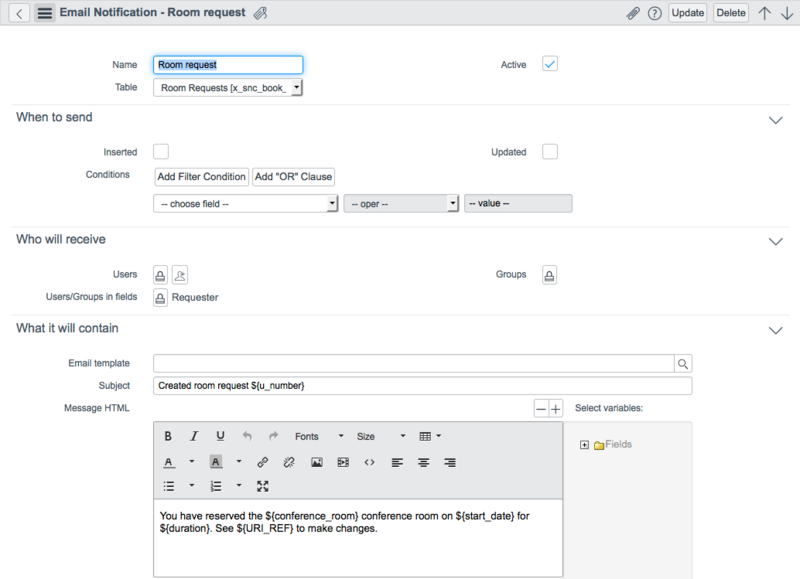 Email Notification - Room request
Update Delete
Name Room request Active
Table Room Requests [x_snc_book_
When to send
Inserted Updated
Conditions Add Filter Condition Add "OR" Clause
-- choose field -- -- oper -- -- value --
Who will receive
Users Groups
Users/Groups in fields Requester
What it will contain
Email template
Subject Created room request ${u_number}
Message HTML Select variables:
B I U Fonts Size
Fields
A A
You have reserved the ${conference_room} conference room on ${start_date} for
${duration}. See ${URI_REF} to make changes.